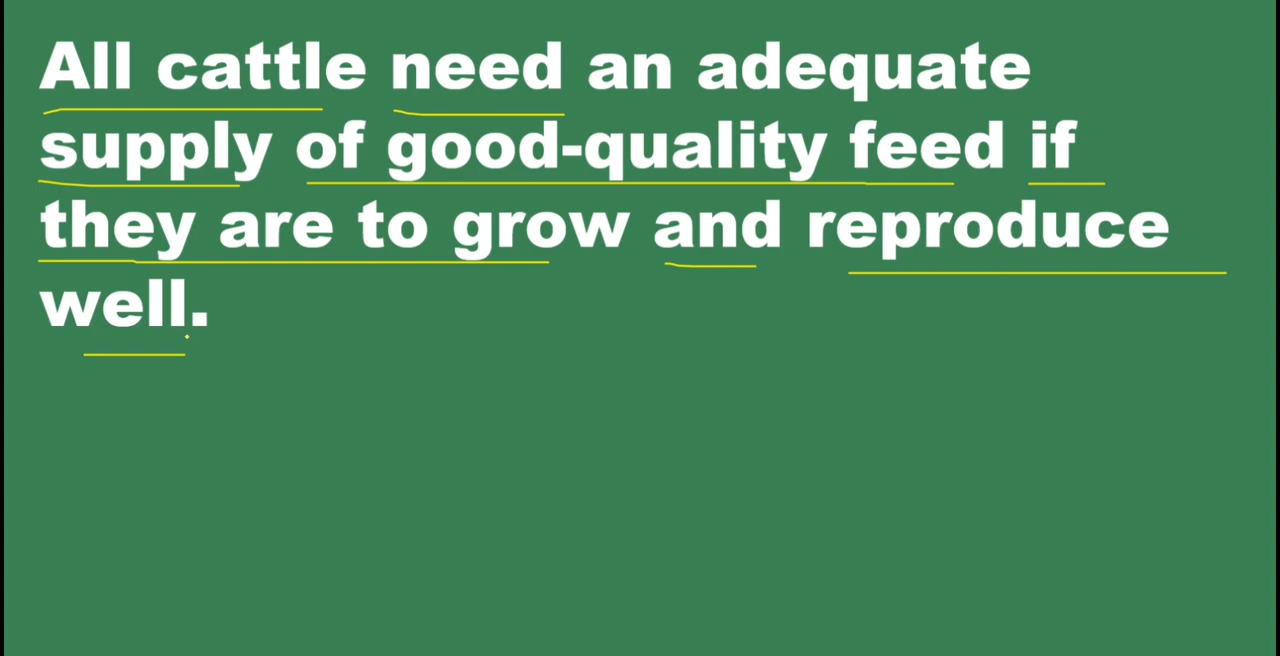 All cattle need an adequate
supply of good-quality feed if
they are to grow and reproduce
well.